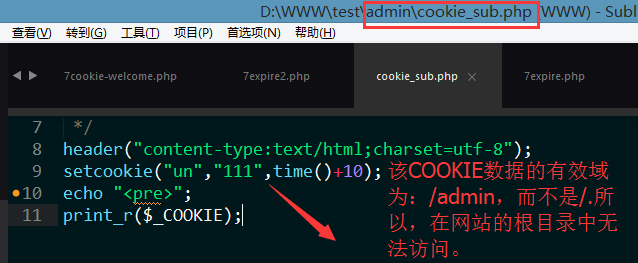 D:\WWW\test\admin\cookie_sub.php (WWW) - Subl
查看(V) 转到(G) 工具(T) 项目(P) 首选项(N) 帮助(H)
7cookie-welcome.php 7expire2.php cookie_sub.php × 7expire.php
7 */
8 header("content-type:text/html;charset=utf-8");
9 setcookie("un","111",time()+10);
10 echo "<pre>";
11 print_r($_COOKIE);
该COOKIE数据的有效域
为：/admin，而不是/.所
以，在网站的根目录中无
法访问。